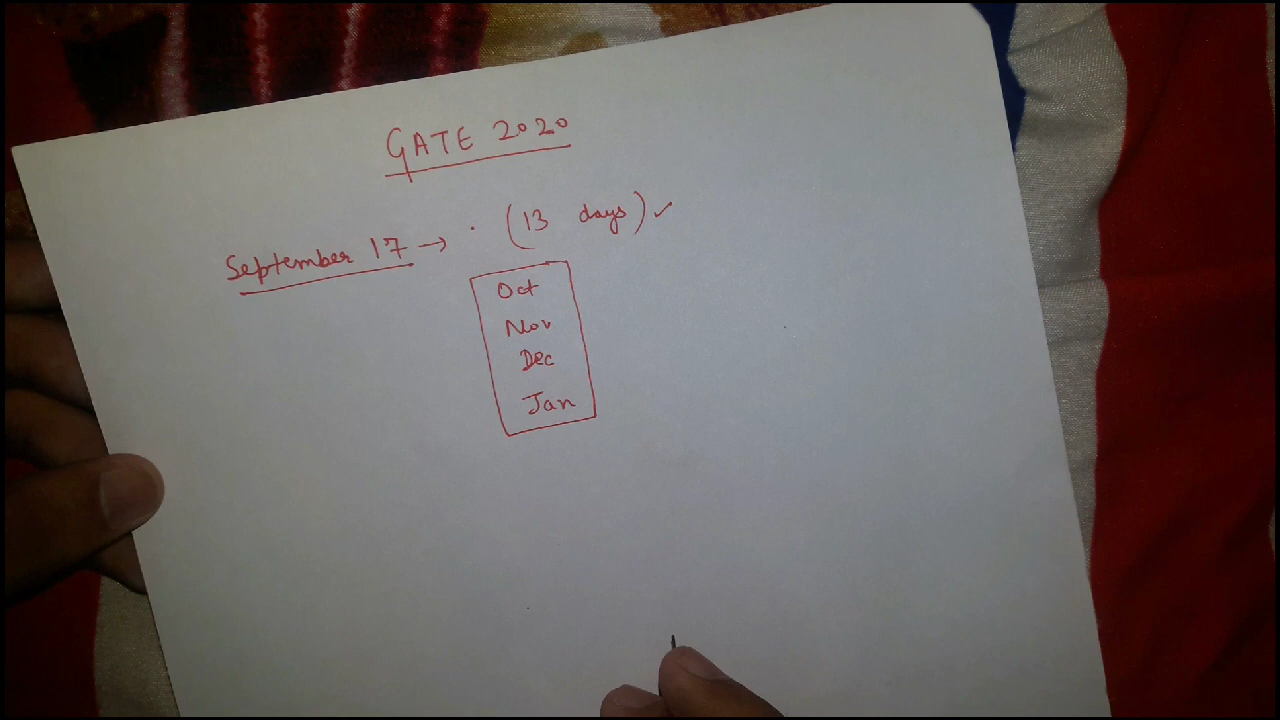 GATE 2020
September 17 → . (13 days) ✓
Oct
Nov
Dec
Jan